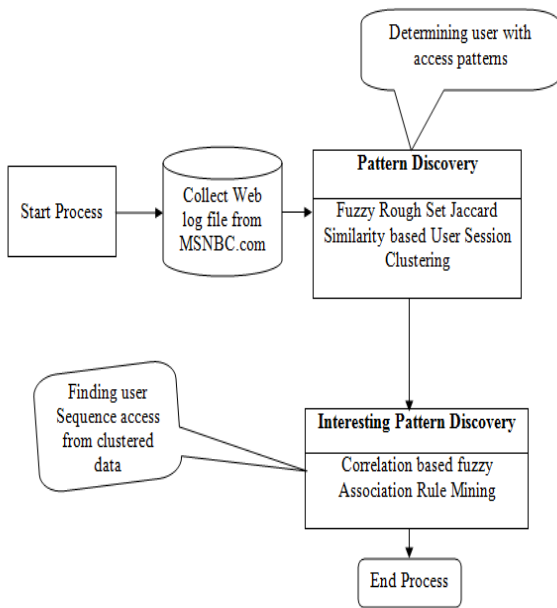 Determining user with
access patterns
Start Process
Collect Web
log file from
MSNBC.com
Pattern Discovery
Fuzzy Rough Set Jaccard
Similarity based User Session
Clustering
Finding user
Sequence access
from clustered
data
Interesting Pattern Discovery
Correlation based fuzzy
Association Rule Mining
End Process